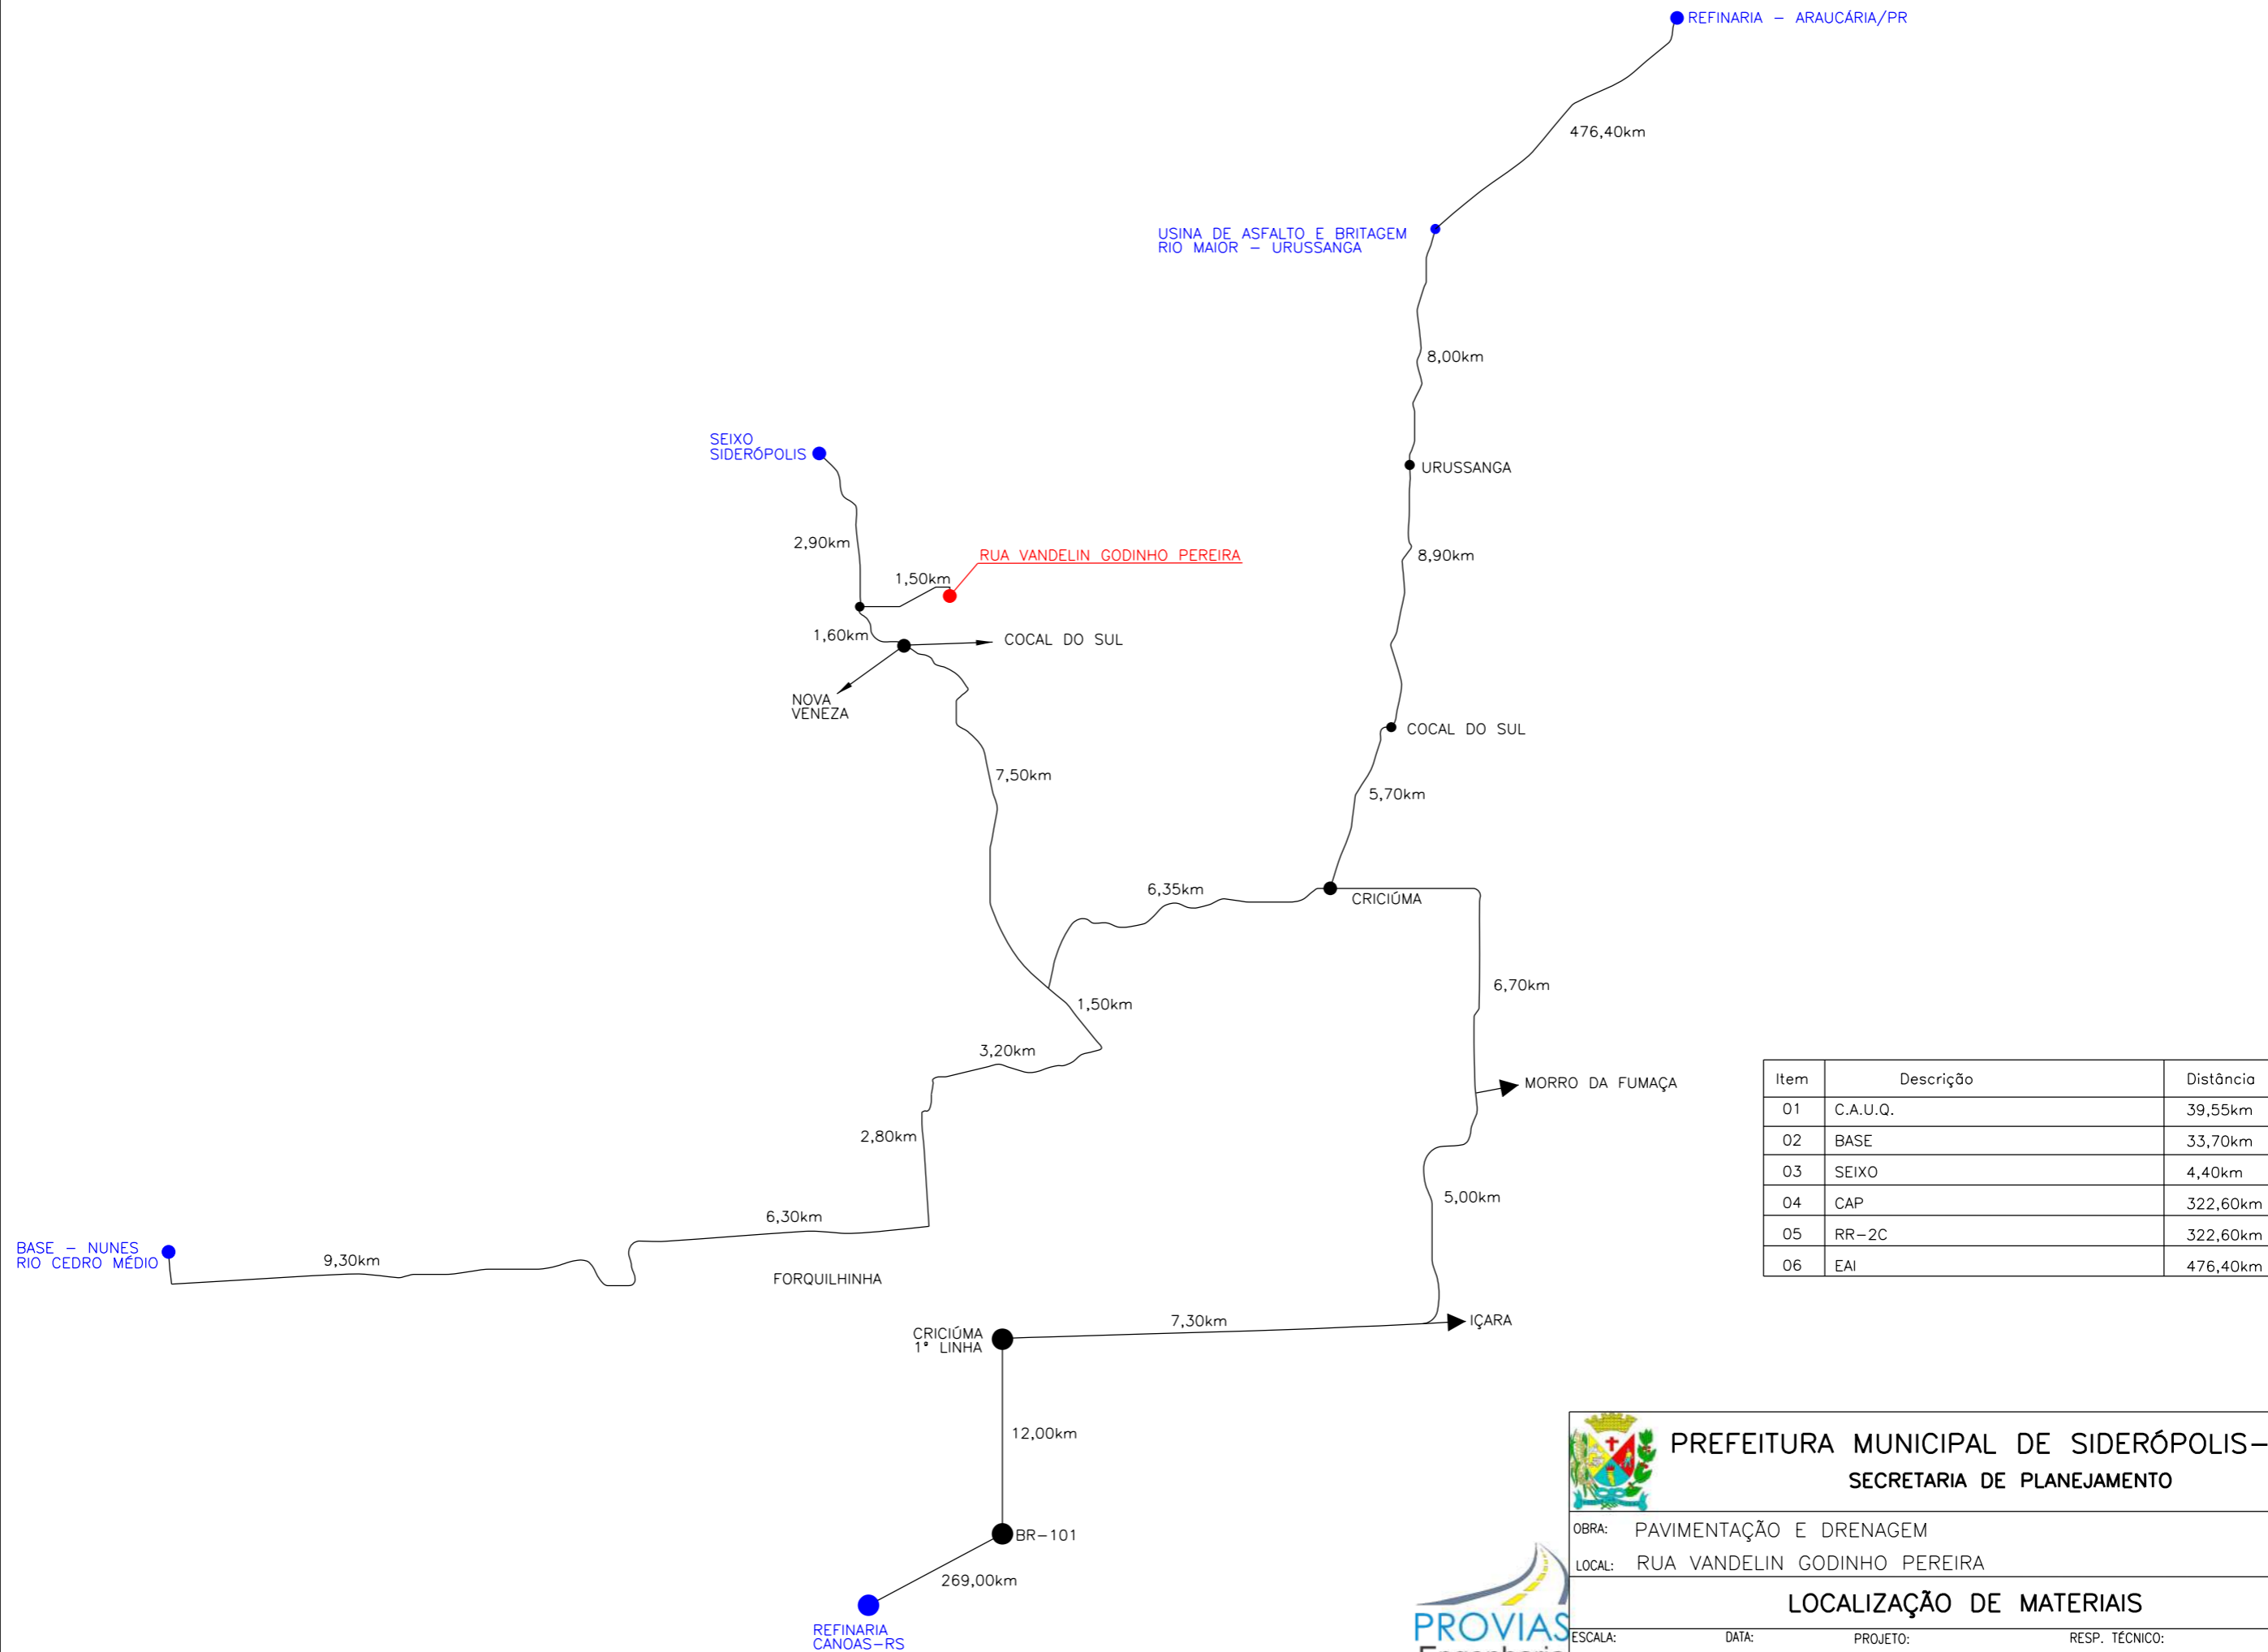 REFINARIA - ARAUCÁRIA/PR
476,40km
USINA DE ASFALTO E BRITAGEM
RIO MAIOR - URUSSANGA
8,00km
SEIXO
SIDERÓPOLIS
URUSSANGA
2,90km
RUA VANDELIN GODINHO PEREIRA
8,90km
1,50km
1,60km
COCAL DO SUL
NOVA
VENEZA
COCAL DO SUL
7,50km
5,70km
6,35km
CRICIÚMA
6,70km
1,50km
3,20km
MORRO DA FUMAÇA
2,80km
5,00km
6,30km
BASE - NUNES
RIO CEDRO MÉDIO
9,30km
FORQUILHINHA
7,30km
IÇARA
CRICIÚMA
1ª LINHA
12,00km
BR-101
269,00km
REFINARIA
CANOAS-RS
Item Descrição Distância
01 C.A.U.Q. 39,55km
02 BASE 33,70km
03 SEIXO 4,40km
04 CAP 322,60km
05 RR-2C 322,60km
06 EAI 476,40km
PREFEITURA MUNICIPAL DE SIDERÓPOLIS-
SECRETARIA DE PLANEJAMENTO
OBRA: PAVIMENTAÇÃO E DRENAGEM
LOCAL: RUA VANDELIN GODINHO PEREIRA
LOCALIZAÇÃO DE MATERIAIS
ESCALA: DATA: PROJETO: RESP. TÉCNICO:
PROVIAS
Engenharia